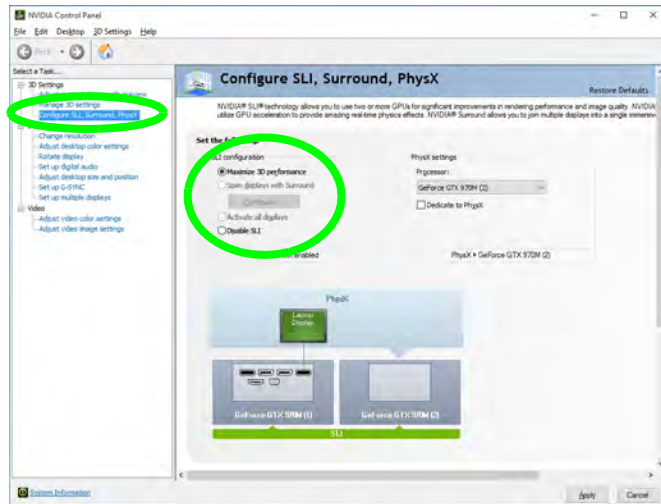 NVIDIA Control Panel
File Edit Desktop 3D Settings Help
Back
Select a Task...
3D Settings
Manage 3D settings
Configure SLI, Surround, PhysX
Change resolution
Adjust desktop color settings
Rotate display
Set up digital audio
Adjust desktop size and position
Set up G-SYNC
Set up multiple displays
Video
Adjust video color settings
Adjust video image settings
System Information
Configure SLI, Surround, PhysX
Restore Defaults
NVIDIA® SLI® technology allows you to use two or more GPUs for significant improvements in rendering performance and image quality. NVIDIA
utilize GPU acceleration to provide amazing real-time physics effects. NVIDIA® Surround allows you to join multiple displays into a single immersive
Set the
SLI configuration
Maximize 3D performance
Span displays with Surround
Configure...
Activate all displays
Disable SLI
enabled
PhysX settings
Processor:
GeForce GTX 970M (2)
Dedicate to PhysX
PhysX > GeForce GTX 970M (2)
PhysX
Laptop
Display
GeForce GTX 970M (1)
GeForce GTX 970M (2)
SLI
Apply
Cancel